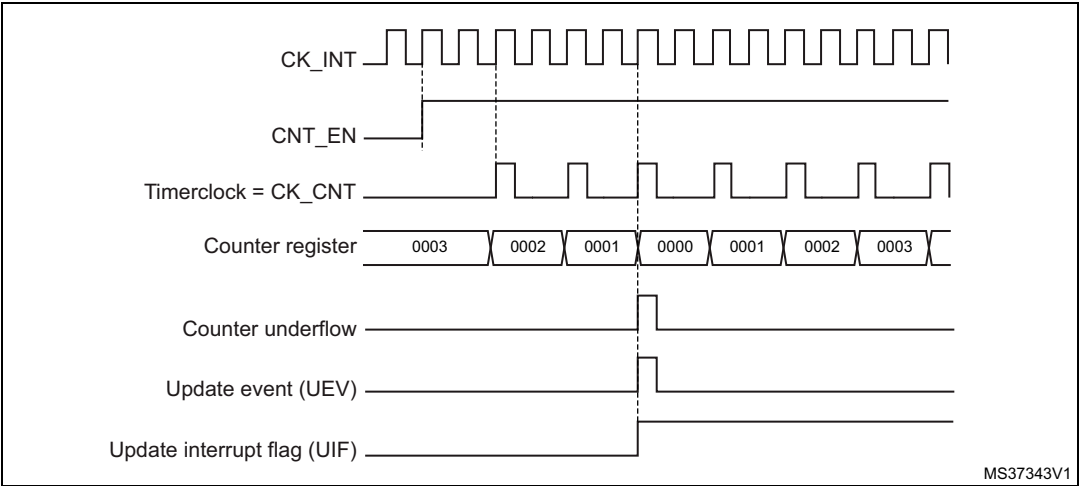 CK_INT
CNT_EN
Timerclock = CK_CNT
Counter register 0003 0002 0001 0000 0001 0002 0003
Counter underflow
Update event (UEV)
Update interrupt flag (UIF)
MS37343V1